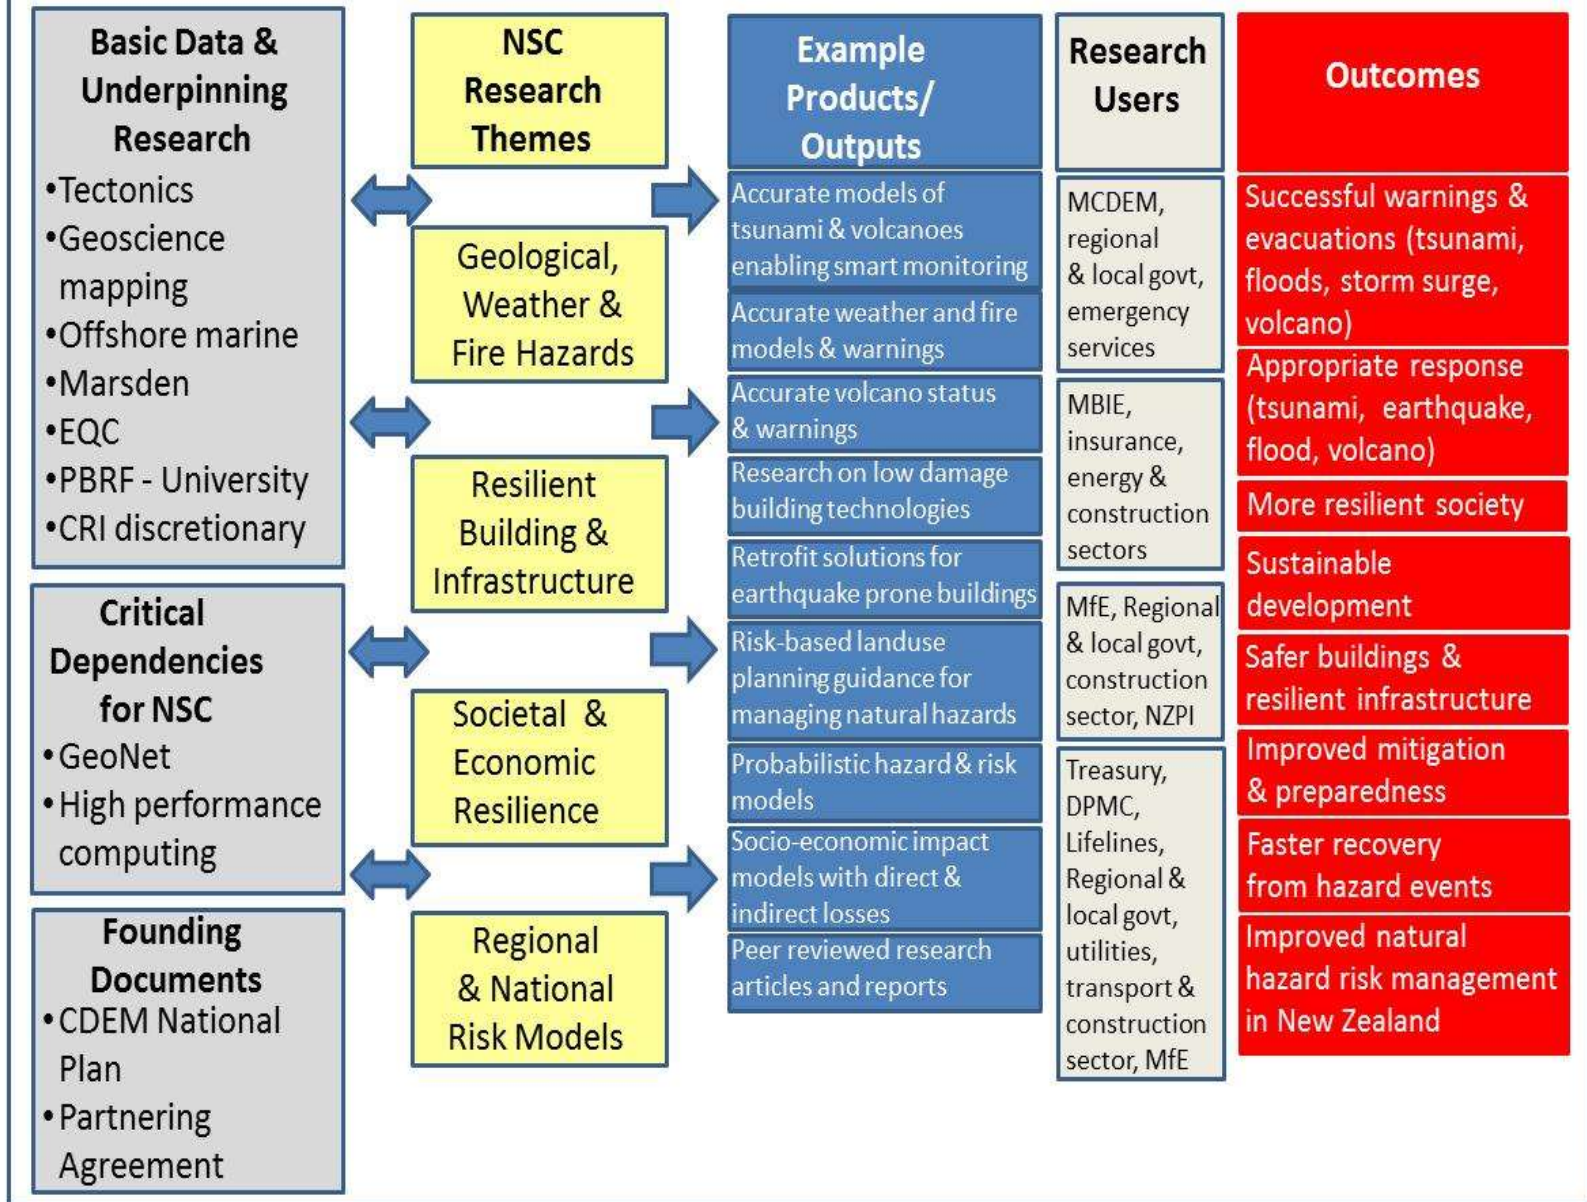 Basic Data &
Underpinning
Research
•Tectonics
•Geoscience
mapping
•Offshore marine
•Marsden
•EQC
•PBRF - University
•CRI discretionary
Critical
Dependencies
for NSC
•GeoNet
•High performance
computing
Founding
Documents
•CDEM National
Plan
•Partnering
Agreement
NSC
Research
Themes
Geological,
Weather &
Fire Hazards
Resilient
Building &
Infrastructure
Societal &
Economic
Resilience
Regional
& National
Risk Models
Example
Products/
Outputs
Accurate models of
tsunami & volcanoes
enabling smart monitoring
Accurate weather and fire
models & warnings
Accurate volcano status
& warnings
Research on low damage
building technologies
Retrofit solutions for
earthquake prone buildings
Risk-based landuse
planning guidance for
managing natural hazards
Probabilistic hazard & risk
models
Socio-economic impact
models with direct &
indirect losses
Peer reviewed research
articles and reports
Research
Users
MCDEM,
regional
& local govt,
emergency
services
MBIE,
insurance,
energy &
construction
sectors
MfE, Regional
& local govt,
construction
sector, NZPI
Treasury,
DPMC,
Lifelines,
Regional &
local govt,
utilities,
transport &
construction
sector, MfE
Outcomes
Successful warnings &
evacuations (tsunami,
floods, storm surge,
volcano)
Appropriate response
(tsunami, earthquake,
flood, volcano)
More resilient society
Sustainable
development
Safer buildings &
resilient infrastructure
Improved mitigation
& preparedness
Faster recovery
from hazard events
Improved natural
hazard risk management
in New Zealand